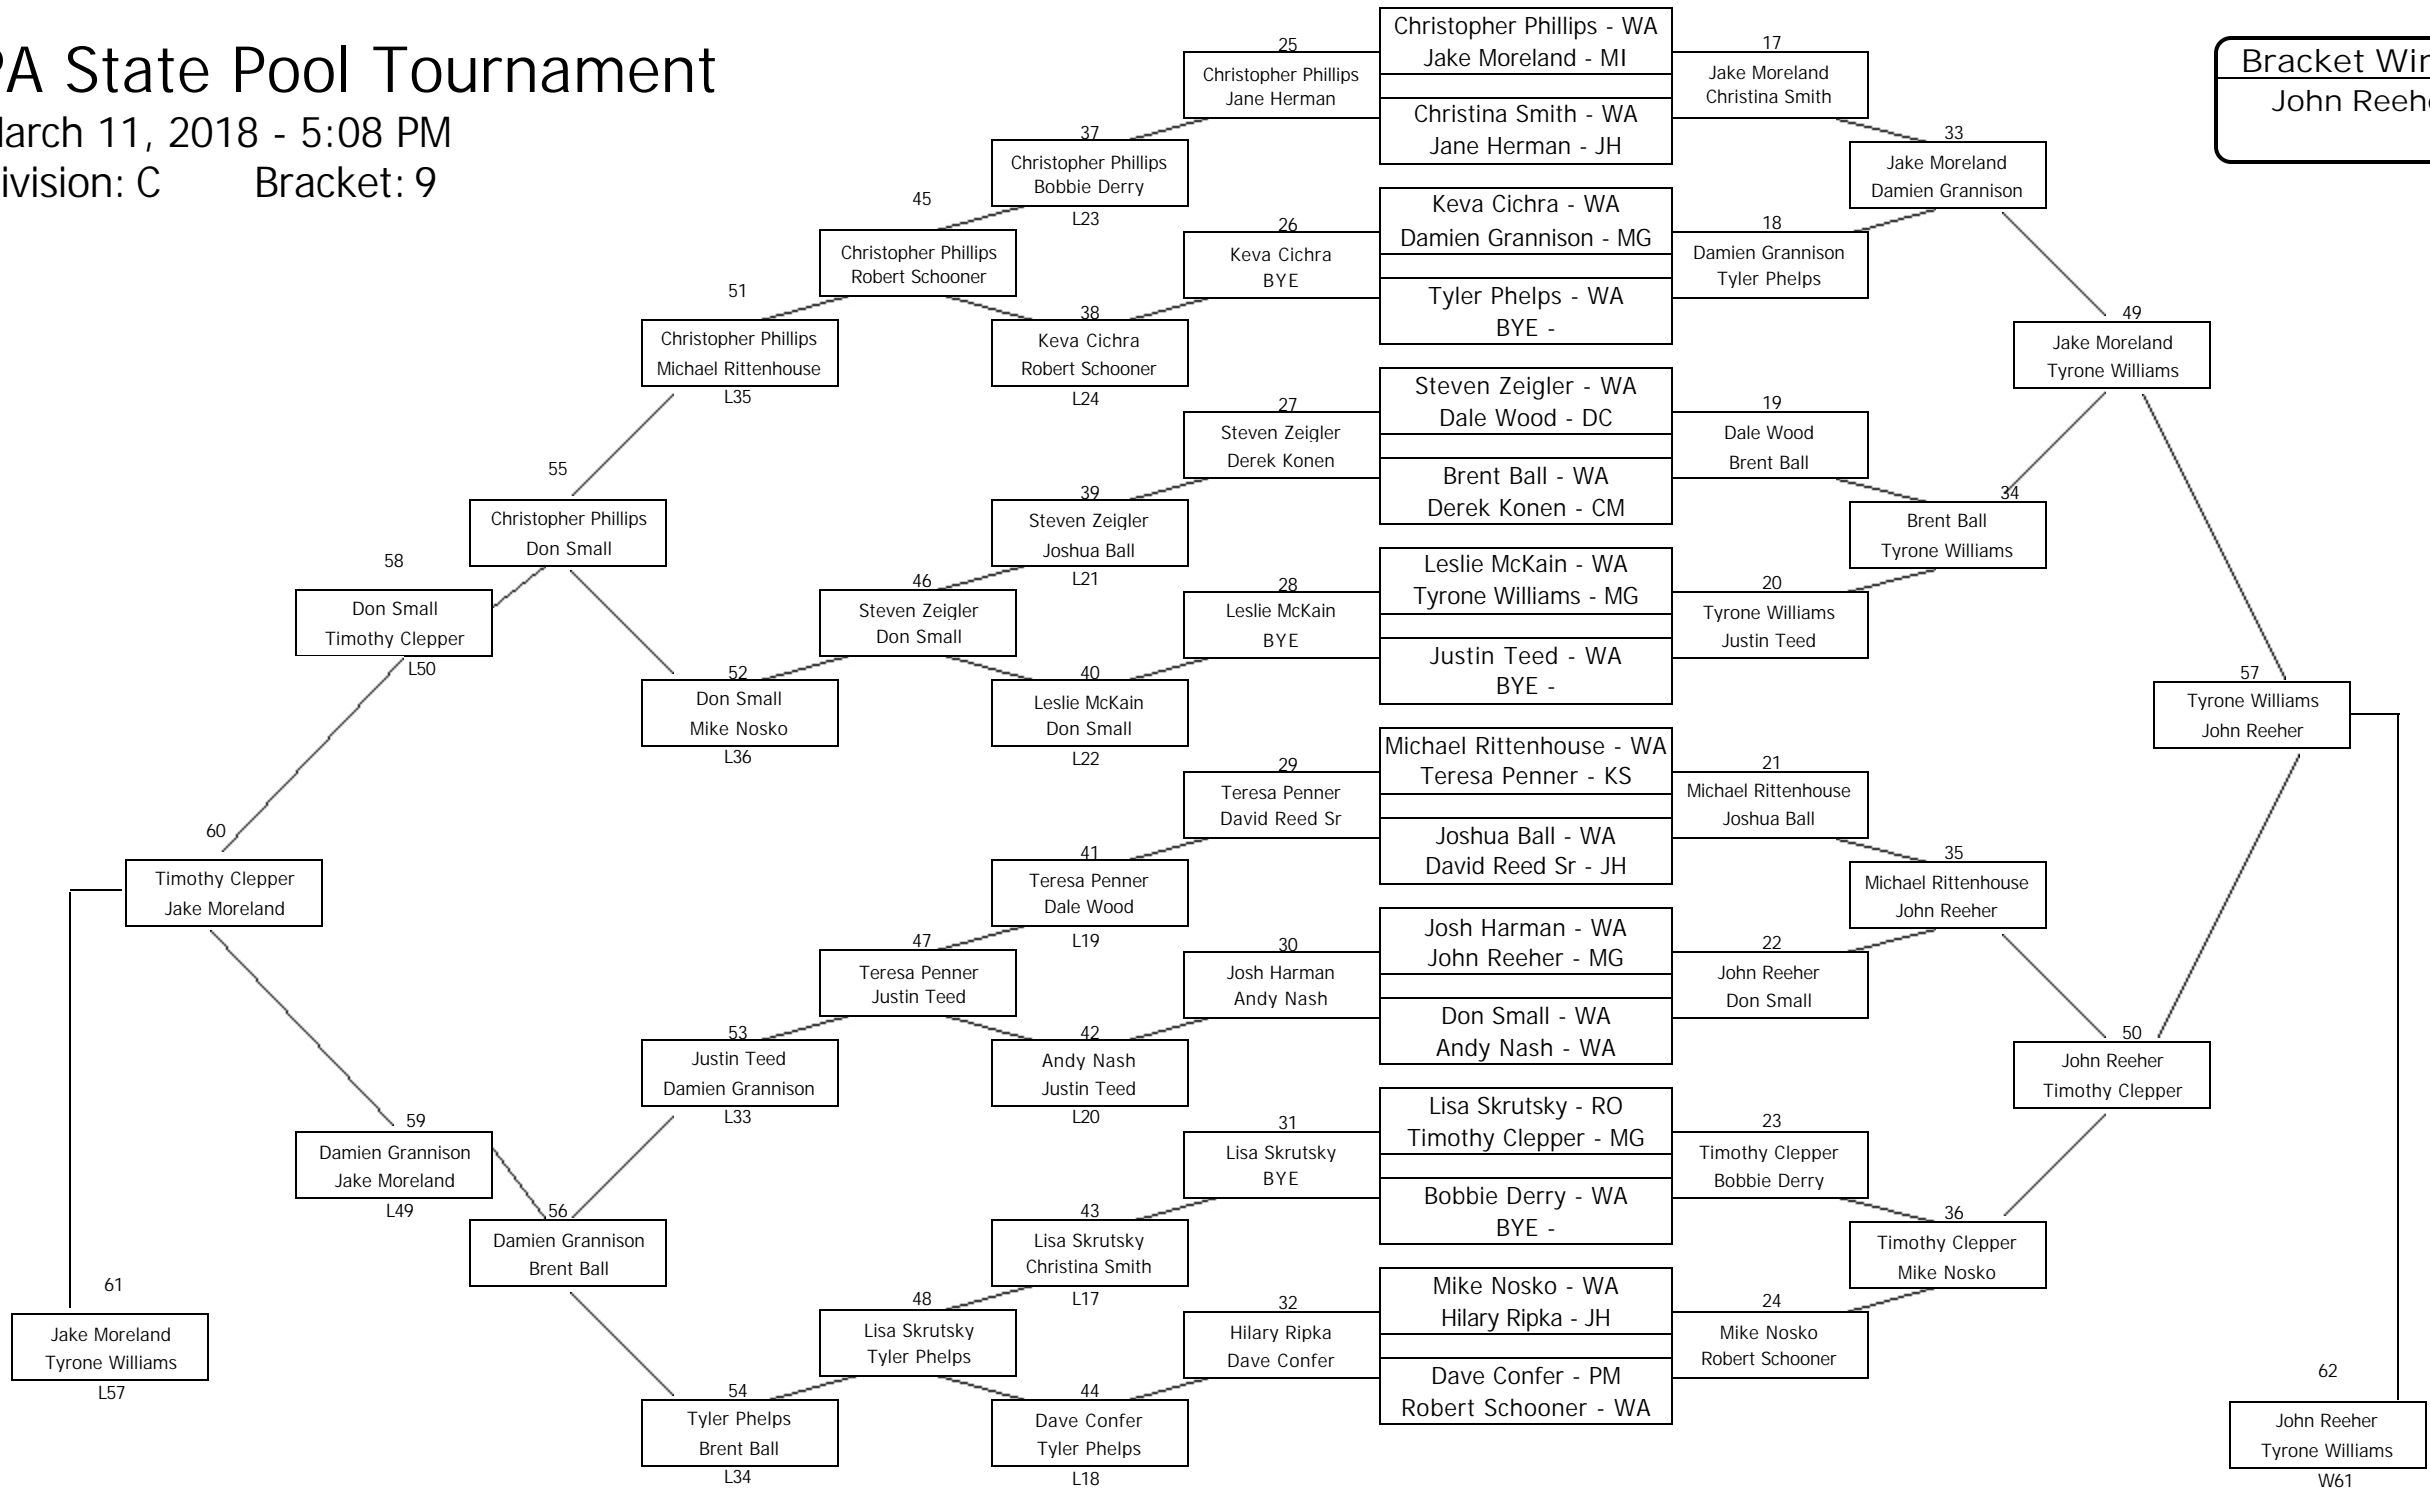 PA State Pool Tournament
March 11, 2018 - 5:08 PM
Division: C Bracket: 9
Bracket Win
John Reeh
25
Christopher Phillips
Jane Herman
26
Keva Cichra
BYE
27
Steven Zeigler
Derek Konen
28
Leslie McKain
BYE
29
Teresa Penner
David Reed Sr
30
Josh Harman
Andy Nash
31
Lisa Skrutsky
BYE
32
Hilary Ripka
Dave Confer
37
Christopher Phillips
Bobbie Derry
L23
38
Keva Cichra
Robert Schooner
L24
39
Steven Zeigler
Joshua Ball
L21
40
Leslie McKain
Don Small
L22
41
Teresa Penner
Dale Wood
L19
42
Andy Nash
Justin Teed
L20
43
Lisa Skrutsky
Christina Smith
L17
44
Dave Confer
Tyler Phelps
L18
45
Christopher Phillips
Robert Schooner
46
Steven Zeigler
Don Small
47
Teresa Penner
Justin Teed
48
Lisa Skrutsky
Tyler Phelps
51
Christopher Phillips
Michael Rittenhouse
L35
52
Don Small
Mike Nosko
L36
53
Justin Teed
Damien Grannison
L33
54
Tyler Phelps
Brent Ball
L34
55
Christopher Phillips
Don Small
56
Damien Grannison
Brent Ball
58
Don Small
Timothy Clepper
L50
59
Damien Grannison
Jake Moreland
L49
60
Timothy Clepper
Jake Moreland
61
Jake Moreland
Tyrone Williams
L57
Christopher Phillips - WA
Jake Moreland - MI
Christina Smith - WA
Jane Herman - JH
Keva Cichra - WA
Damien Grannison - MG
Tyler Phelps - WA
BYE -
Steven Zeigler - WA
Dale Wood - DC
Brent Ball - WA
Derek Konen - CM
Leslie McKain - WA
Tyrone Williams - MG
Justin Teed - WA
BYE -
Michael Rittenhouse - WA
Teresa Penner - KS
Joshua Ball - WA
David Reed Sr - JH
Josh Harman - WA
John Reeher - MG
Don Small - WA
Andy Nash - WA
Lisa Skrutsky - RO
Timothy Clepper - MG
Bobbie Derry - WA
BYE -
Mike Nosko - WA
Hilary Ripka - JH
Dave Confer - PM
Robert Schooner - WA
17
Jake Moreland
Christina Smith
18
Damien Grannison
Tyler Phelps
19
Dale Wood
Brent Ball
20
Tyrone Williams
Justin Teed
21
Michael Rittenhouse
Joshua Ball
22
John Reeher
Don Small
23
Timothy Clepper
Bobbie Derry
24
Mike Nosko
Robert Schooner
33
Jake Moreland
Damien Grannison
34
Brent Ball
Tyrone Williams
35
Michael Rittenhouse
John Reeher
36
Timothy Clepper
Mike Nosko
49
Jake Moreland
Tyrone Williams
50
John Reeher
Timothy Clepper
57
Tyrone Williams
John Reeher
62
John Reeher
Tyrone Williams
W61